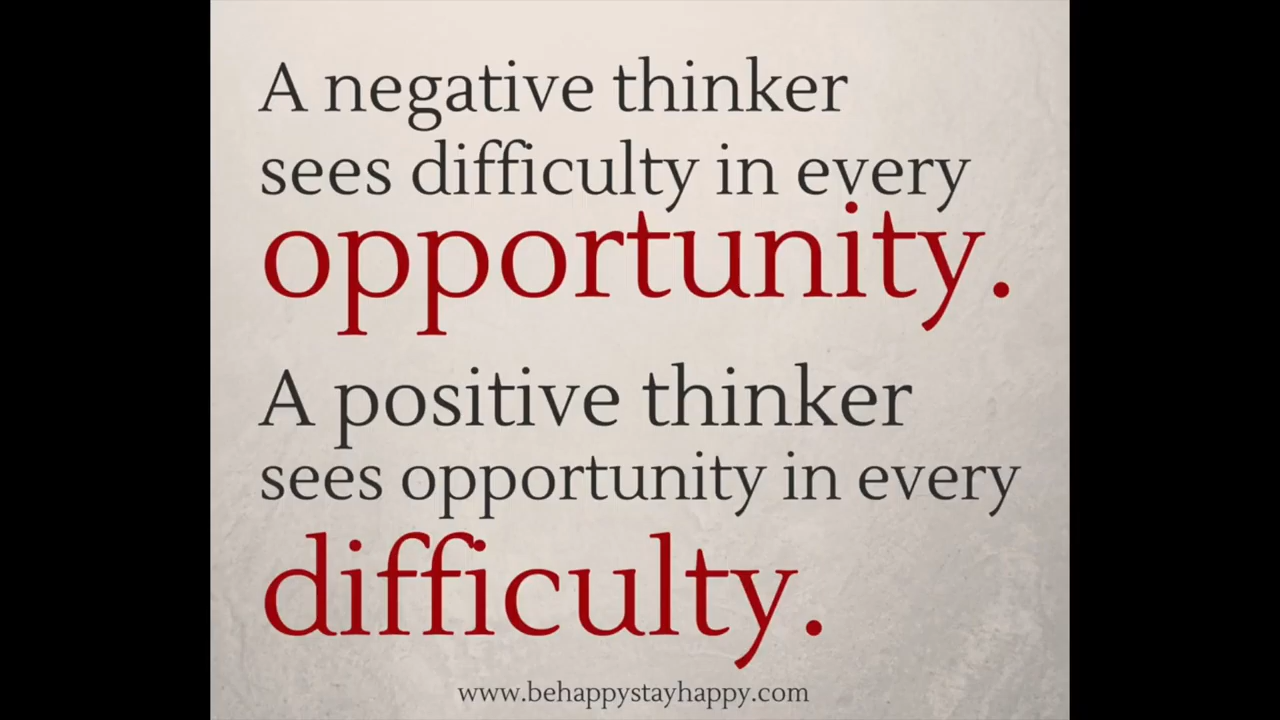 A negative thinker
sees difficulty in every
opportunity.
A positive thinker
sees opportunity in every
difficulty.
www.behappystayhappy.com